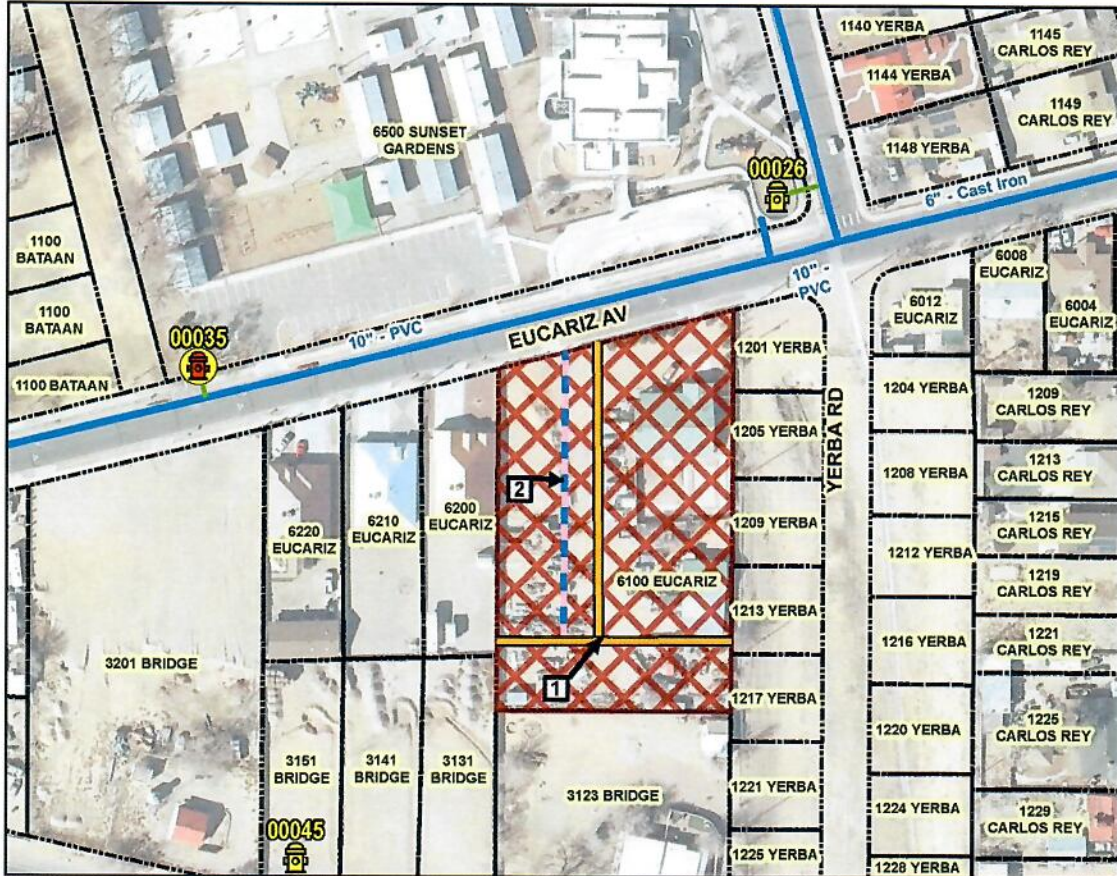 1140 YERBA
1145
CARLOS REY
1144 YERBA
1149
CARLOS REY
1148 YERBA
6500 SUNSET
GARDENS
00026
6" - Cast Iron
1100
BATAAN
1100
BATAAN
1100 BATAAN
00035
10" - PVC
EUCARIZ AV
10" -
PVC
6008
EUCARIZ
6012
EUCARIZ
6004
EUCARIZ
1201 YERBA
1204 YERBA
1209
CARLOS REY
1205 YERBA
YERBA RD
1208 YERBA
1213
CARLOS REY
2
6220
EUCARIZ
6210
EUCARIZ
6200
EUCARIZ
1209 YERBA
1215
CARLOS REY
1212 YERBA
6100 EUCARIZ
1219
CARLOS REY
1213 YERBA
1216 YERBA
1221
CARLOS REY
3201 BRIDGE
1
1217 YERBA
1220 YERBA
1225
CARLOS REY
3151
BRIDGE
3141
BRIDGE
3131
BRIDGE
3123 BRIDGE
1221 YERBA
1224 YERBA
1229
CARLOS REY
00045
1225 YERBA
1228 YERBA